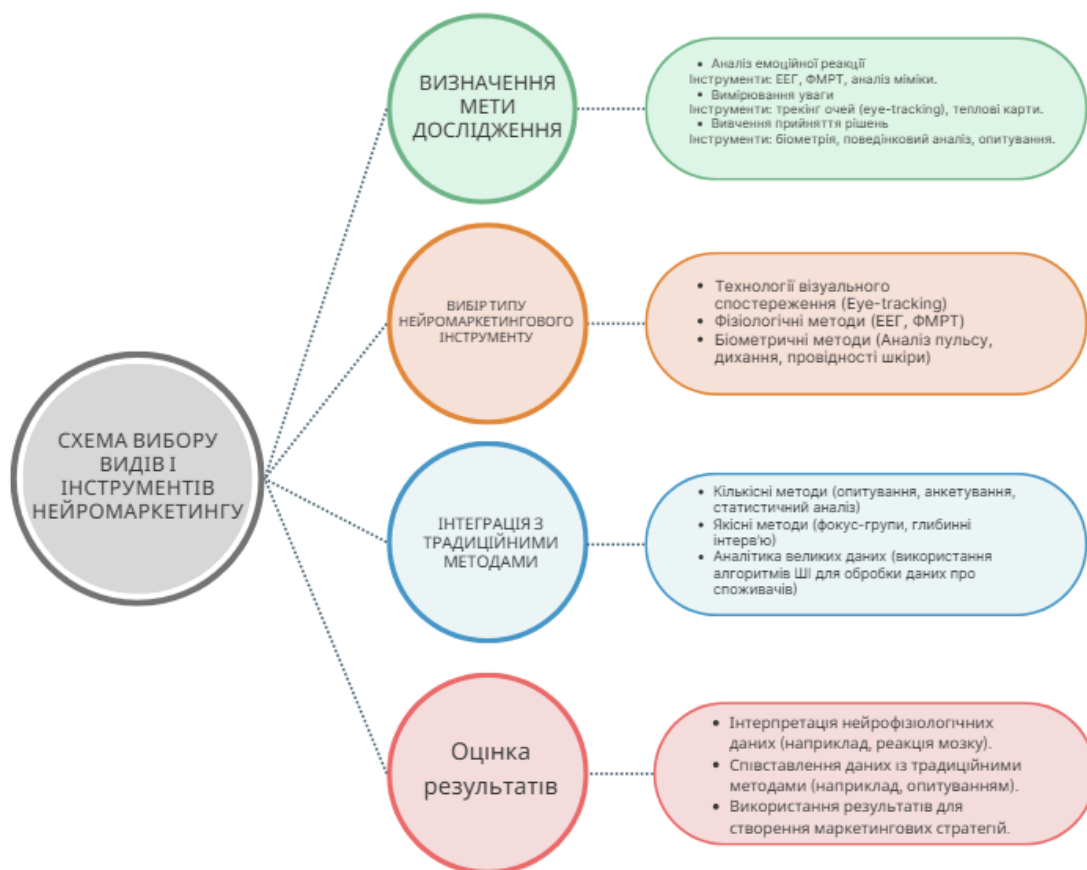 СХЕМА ВИБОРУ
ВИДІВ І
ІНСТРУМЕНТІВ
НЕЙРОМАРКЕТИНГУ
ВИЗНАЧЕННЯ
МЕТИ
ДОСЛІДЖЕННЯ
• Аналіз емоційної реакції
Інструменти: ЕЕГ, ФМРТ, аналіз міміки.
• Вимірювання уваги
Інструменти: трекінг очей (eye-tracking), теплові карти.
• Вивчення прийняття рішень
Інструменти: біометрія, поведінковий аналіз, опитування.
ВИБІР ТИПУ
НЕЙРОМАРКЕТИНГОВОГО
ІНСТРУМЕНТУ
• Технології візуального
спостереження (Eye-tracking)
• Фізіологічні методи (ЕЕГ, ФМРТ)
• Біометричні методи (Аналіз пульсу,
дихання, провідності шкіри)
ІНТЕГРАЦІЯ З
ТРАДИЦІЙНИМИ
МЕТОДАМИ
• Кількісні методи (опитування, анкетування,
статистичний аналіз)
• Якісні методи (фокус-групи, глибинні
інтерв'ю)
• Аналітика великих даних (використання
алгоритмів ШІ для обробки даних про
споживачів)
Оцінка
результатів
• Інтерпретація нейрофізіологічних
даних (наприклад, реакція мозку).
• Співставлення даних із традиційними
методами (наприклад, опитуванням).
• Використання результатів для
створення маркетингових стратегій.